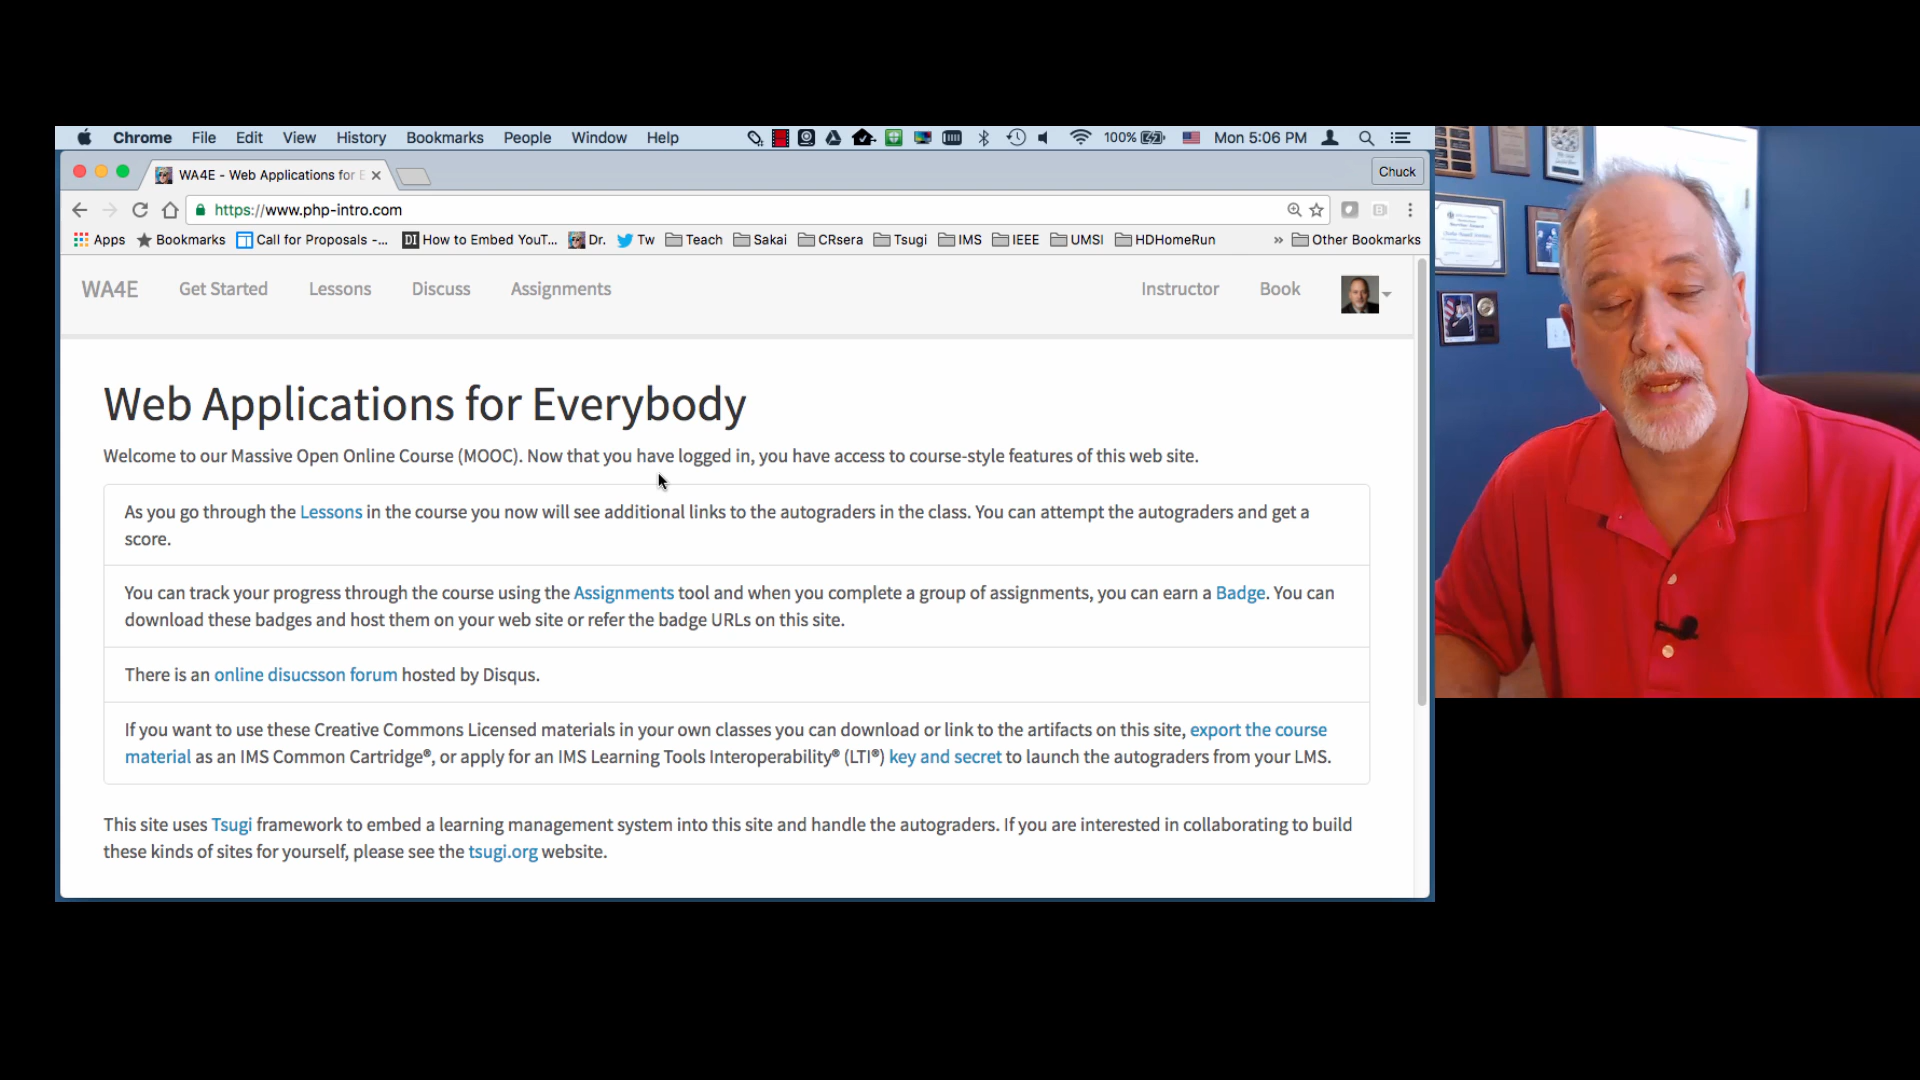 Chrome File Edit View History Bookmarks People Window Help 100% Mon 5:06 PM
WA4E - Web Applications for E Chuck
https://www.php-intro.com
Apps Bookmarks Call for Proposals -... DI How to Embed YouT... Dr. Tw Teach Sakai CRsera Tsugi IMS IEEE UMSI HDHomeRun » Other Bookmarks
WA4E Get Started Lessons Discuss Assignments Instructor Book
Web Applications for Everybody
Welcome to our Massive Open Online Course (MOOC). Now that you have logged in, you have access to course-style features of this web site.
As you go through the Lessons in the course you now will see additional links to the autograders in the class. You can attempt the autograders and get a
score.
You can track your progress through the course using the Assignments tool and when you complete a group of assignments, you can earn a Badge. You can
download these badges and host them on your web site or refer the badge URLs on this site.
There is an online disucsson forum hosted by Disqus.
If you want to use these Creative Commons Licensed materials in your own classes you can download or link to the artifacts on this site, export the course
material as an IMS Common Cartridge®, or apply for an IMS Learning Tools Interoperability® (LTI®) key and secret to launch the autograders from your LMS.
This site uses Tsugi framework to embed a learning management system into this site and handle the autograders. If you are interested in collaborating to build
these kinds of sites for yourself, please see the tsugi.org website.